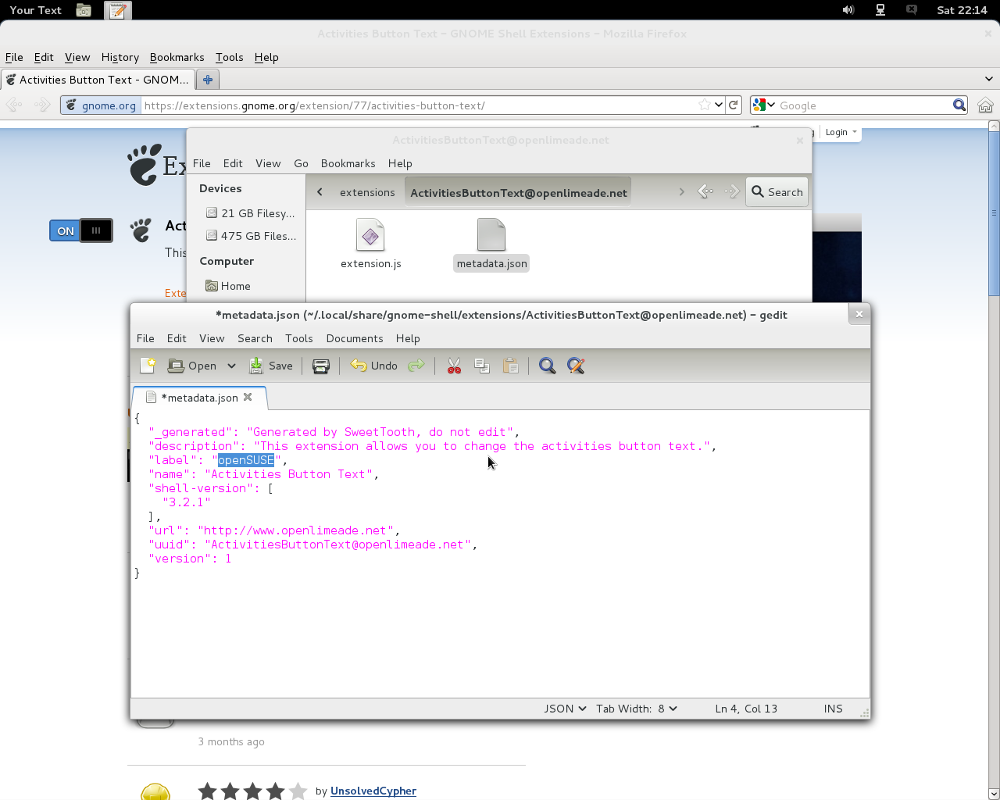 Your Text
Sat 22:14
Activities Button Text - GNOME Shell Extensions - Mozilla Firefox
File Edit View History Bookmarks Tools Help
Activities Button Text - GNOM...
gnome.org https://extensions.gnome.org/extension/77/activities-button-text/
Google
Login
Ex
ActivitiesButtonText@openlimeade.net
File Edit View Go Bookmarks Help
Devices
extensions ActivitiesButtonText@openlimeade.net Search
21 GB Filesy...
475 GB Files...
Computer
Home
extension.js
metadata.json
ON
Act
This
Exte
*metadata.json (~/.local/share/gnome-shell/extensions/ActivitiesButtonText@openlimeade.net) - gedit
File Edit View Search Tools Documents Help
Open Save Undo
*metadata.json
{
"_generated": "Generated by SweetTooth, do not edit",
"description": "This extension allows you to change the activities button text.",
"label": "openSUSE",
"name": "Activities Button Text",
"shell-version": [
"3.2.1"
],
"url": "http://www.openlimeade.net",
"uuid": "ActivitiesButtonText@openlimeade.net",
"version": 1
}
JSON Tab Width: 8 Ln 4, Col 13 INS
3 months ago
by UnsolvedCypher